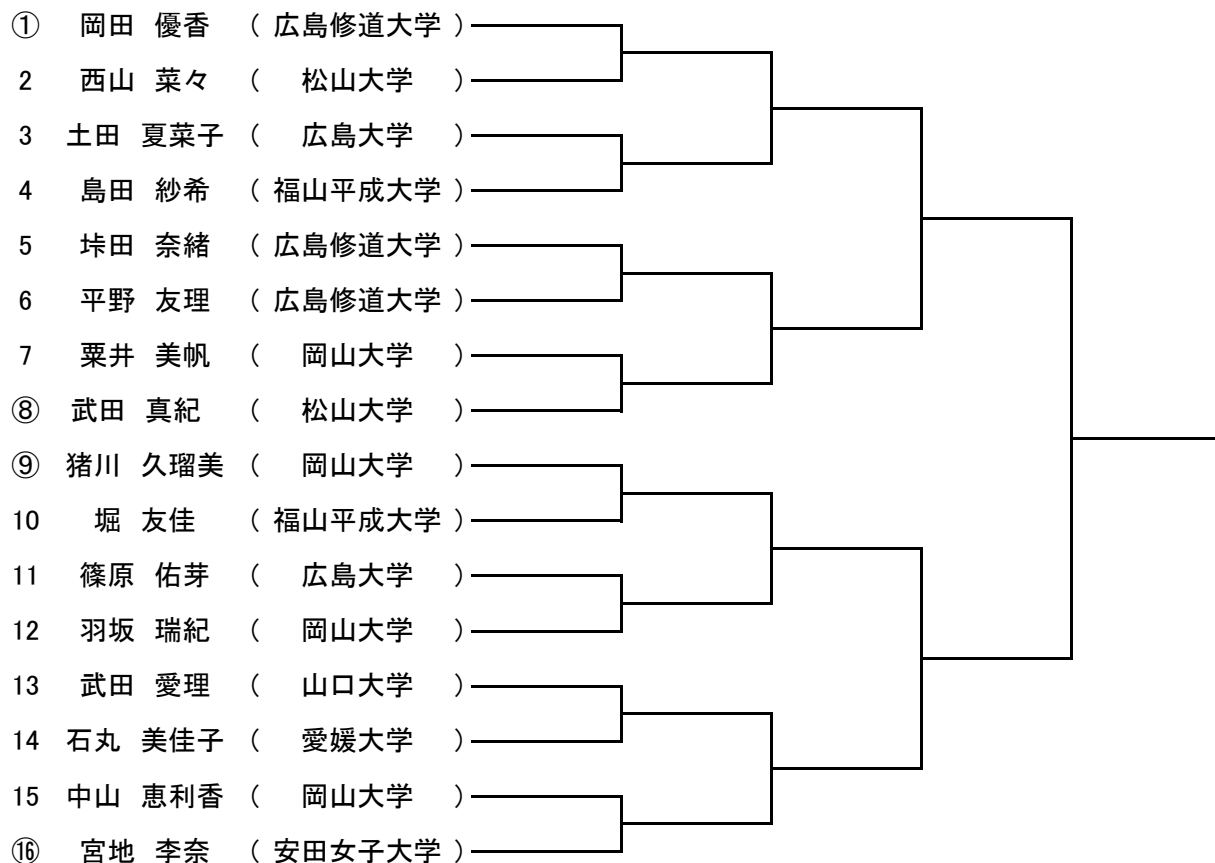 ① 岡田 優香 ( 広島修道大学 )
2 西山 菜々 ( 松山大学 )
3 土田 夏菜子 ( 広島大学 )
4 島田 紗希 ( 福山平成大学 )
5 垰田 奈緒 ( 広島修道大学 )
6 平野 友理 ( 広島修道大学 )
7 粟井 美帆 ( 岡山大学 )
⑧ 武田 真紀 ( 松山大学 )
⑨ 猪川 久瑠美 ( 岡山大学 )
10 堀 友佳 ( 福山平成大学 )
11 篠原 佑芽 ( 広島大学 )
12 羽坂 瑞紀 ( 岡山大学 )
13 武田 愛理 ( 山口大学 )
14 石丸 美佳子 ( 愛媛大学 )
15 中山 恵利香 ( 岡山大学 )
⑯ 宮地 李奈 ( 安田女子大学 )